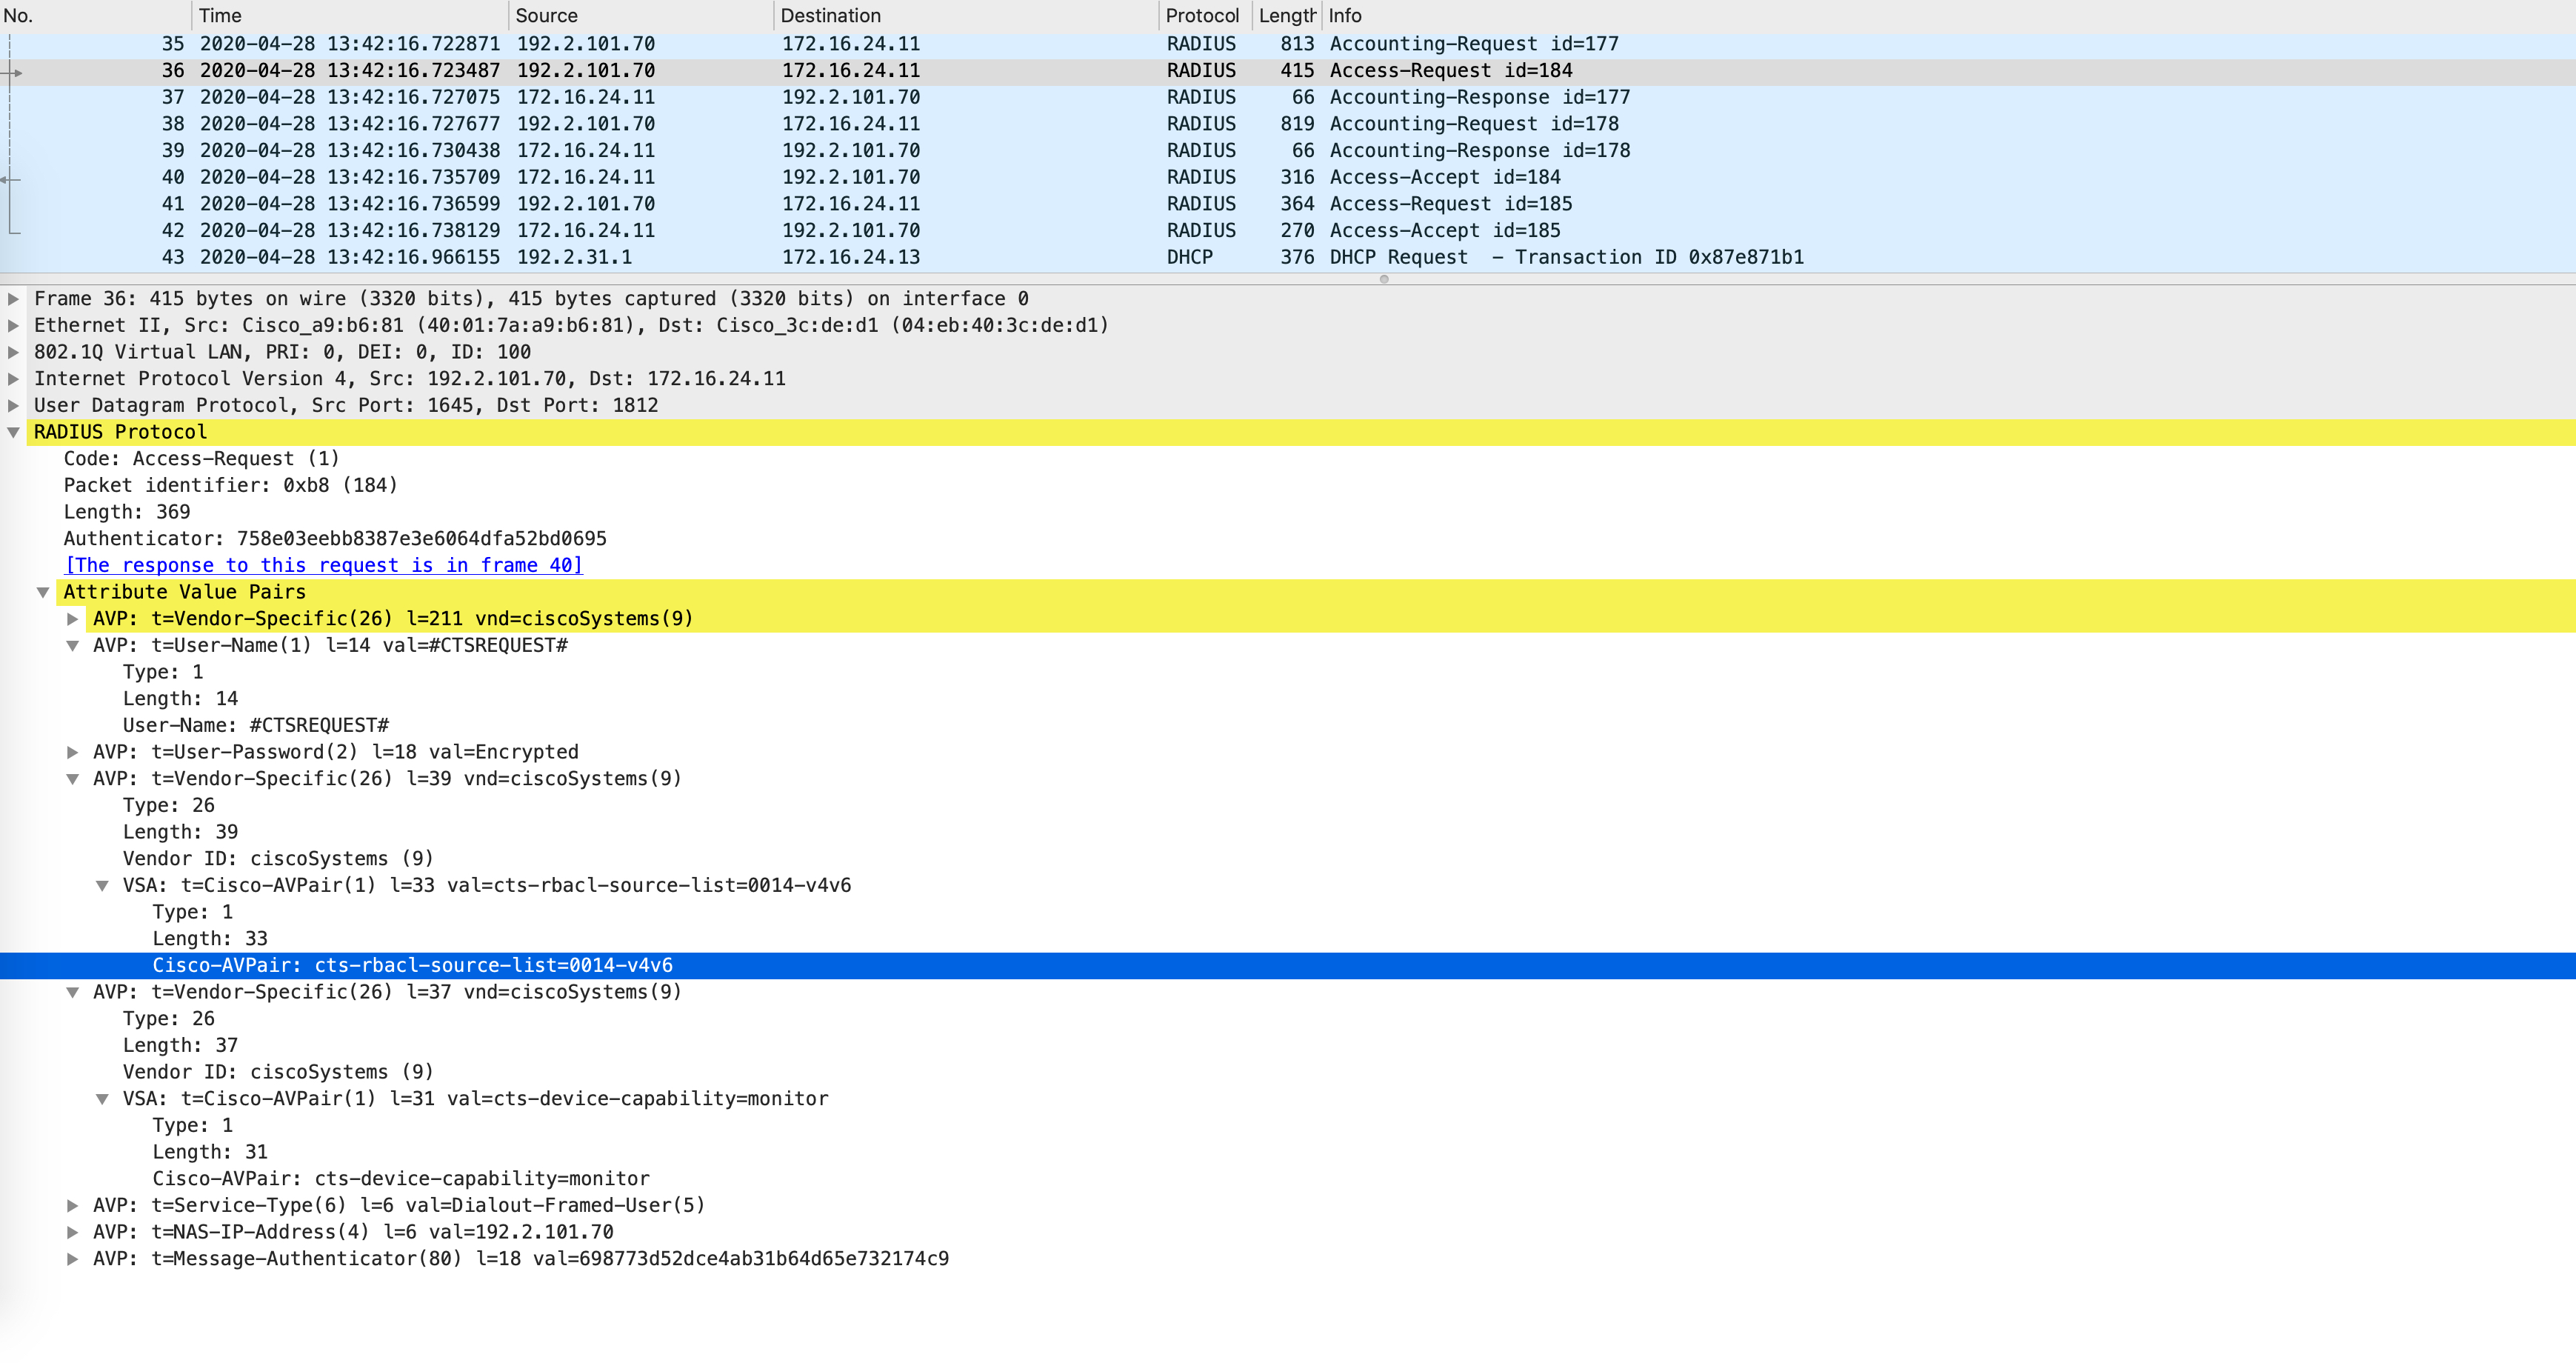 No. Time Source Destination Protocol Length Info
35 2020-04-28 13:42:16.722871 192.2.101.70 172.16.24.11 RADIUS 813 Accounting-Request id=177
36 2020-04-28 13:42:16.723487 192.2.101.70 172.16.24.11 RADIUS 415 Access-Request id=184
37 2020-04-28 13:42:16.727075 172.16.24.11 192.2.101.70 RADIUS 66 Accounting-Response id=177
38 2020-04-28 13:42:16.727677 192.2.101.70 172.16.24.11 RADIUS 819 Accounting-Request id=178
39 2020-04-28 13:42:16.730438 172.16.24.11 192.2.101.70 RADIUS 66 Accounting-Response id=178
40 2020-04-28 13:42:16.735709 172.16.24.11 192.2.101.70 RADIUS 316 Access-Accept id=184
41 2020-04-28 13:42:16.736599 192.2.101.70 172.16.24.11 RADIUS 364 Access-Request id=185
42 2020-04-28 13:42:16.738129 172.16.24.11 192.2.101.70 RADIUS 270 Access-Accept id=185
43 2020-04-28 13:42:16.966155 192.2.31.1 172.16.24.13 DHCP 376 DHCP Request – Transaction ID 0x87e871b1
Frame 36: 415 bytes on wire (3320 bits), 415 bytes captured (3320 bits) on interface 0
Ethernet II, Src: Cisco_a9:b6:81 (40:01:7a:a9:b6:81), Dst: Cisco_3c:de:d1 (04:eb:40:3c:de:d1)
802.1Q Virtual LAN, PRI: 0, DEI: 0, ID: 100
Internet Protocol Version 4, Src: 192.2.101.70, Dst: 172.16.24.11
User Datagram Protocol, Src Port: 1645, Dst Port: 1812
RADIUS Protocol
Code: Access-Request (1)
Packet identifier: 0xb8 (184)
Length: 369
Authenticator: 758e03eebb8387e3e6064dfa52bd0695
[The response to this request is in frame 40]
Attribute Value Pairs
AVP: t=Vendor-Specific(26) l=211 vnd=ciscoSystems(9)
AVP: t=User-Name(1) l=14 val=#CTSREQUEST#
Type: 1
Length: 14
User-Name: #CTSREQUEST#
AVP: t=User-Password(2) l=18 val=Encrypted
AVP: t=Vendor-Specific(26) l=39 vnd=ciscoSystems(9)
Type: 26
Length: 39
Vendor ID: ciscoSystems (9)
VSA: t=Cisco-AVPair(1) l=33 val=cts-rbacl-source-list=0014-v4v6
Type: 1
Length: 33
Cisco-AVPair: cts-rbacl-source-list=0014-v4v6
AVP: t=Vendor-Specific(26) l=37 vnd=ciscoSystems(9)
Type: 26
Length: 37
Vendor ID: ciscoSystems (9)
VSA: t=Cisco-AVPair(1) l=31 val=cts-device-capability=monitor
Type: 1
Length: 31
Cisco-AVPair: cts-device-capability=monitor
AVP: t=Service-Type(6) l=6 val=Dialout-Framed-User(5)
AVP: t=NAS-IP-Address(4) l=6 val=192.2.101.70
AVP: t=Message-Authenticator(80) l=18 val=698773d52dce4ab31b64d65e732174c9